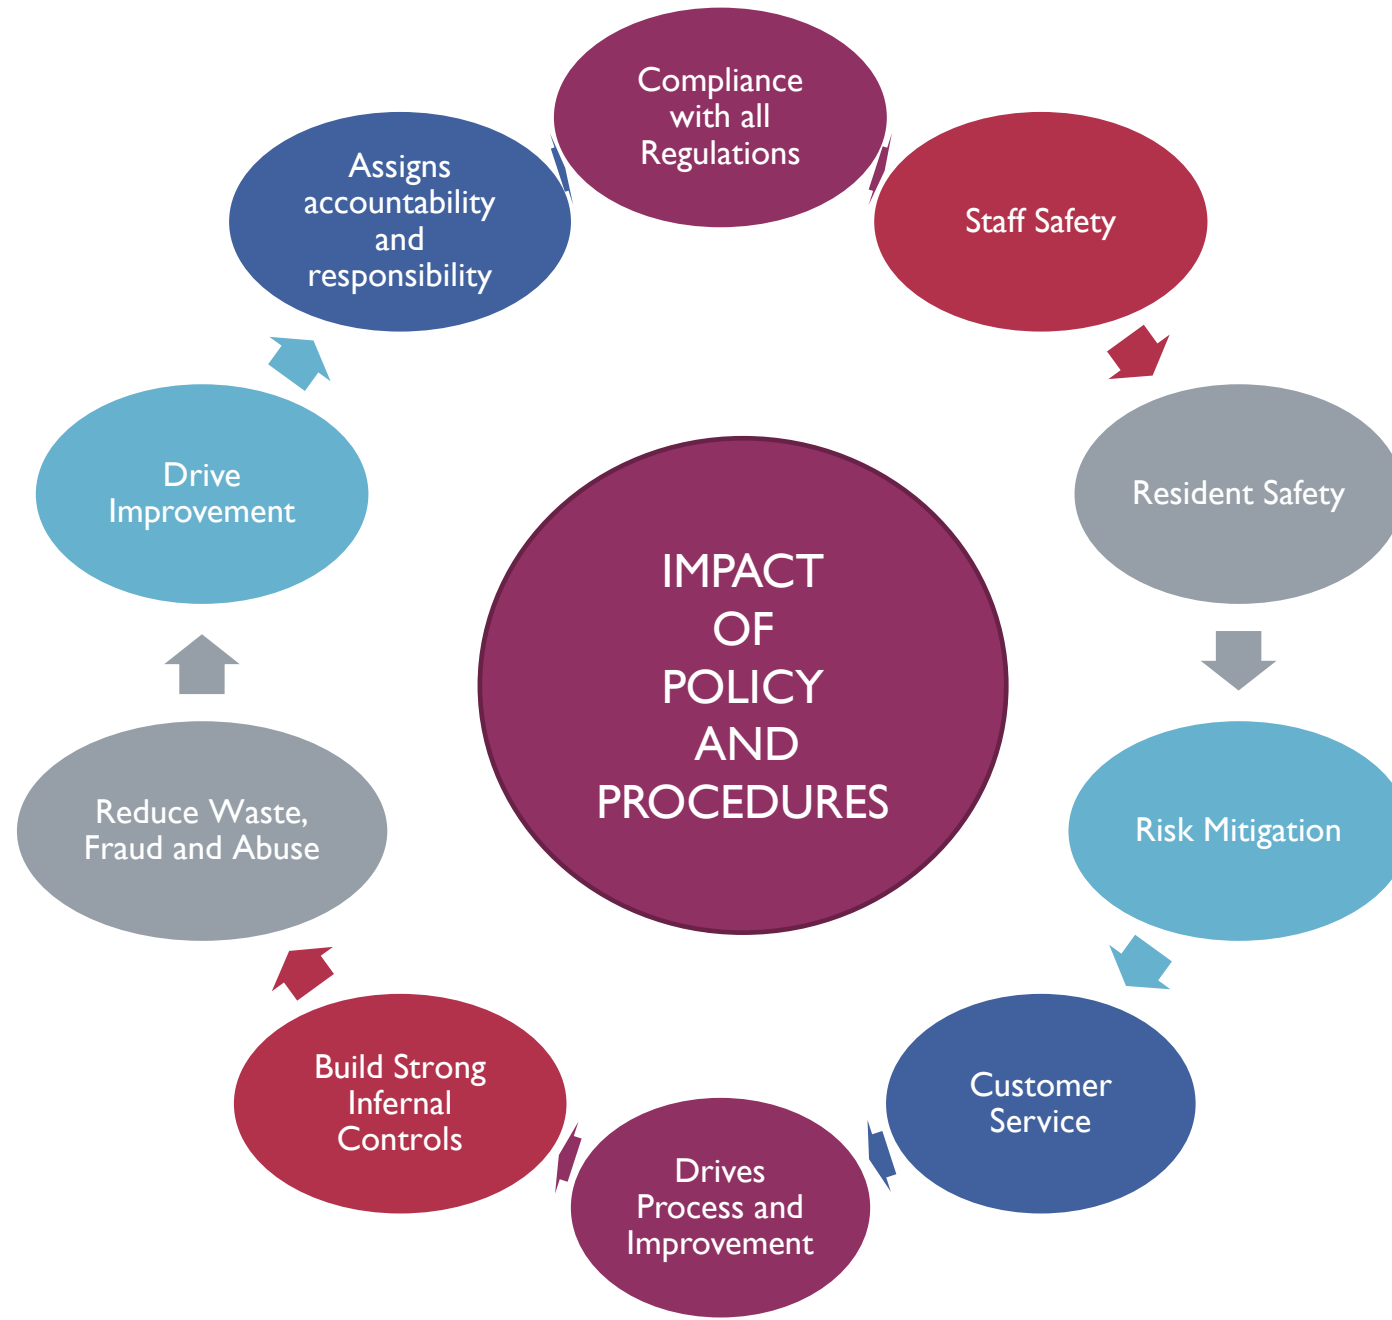 Compliance
with all
Regulations
Staff Safety
Resident Safety
Risk Mitigation
Customer
Service
Drives
Process and
Improvement
Build Strong
Infernal
Controls
Reduce Waste,
Fraud and Abuse
Drive
Improvement
Assigns
accountability
and
responsibility
IMPACT
OF
POLICY
AND
PROCEDURES